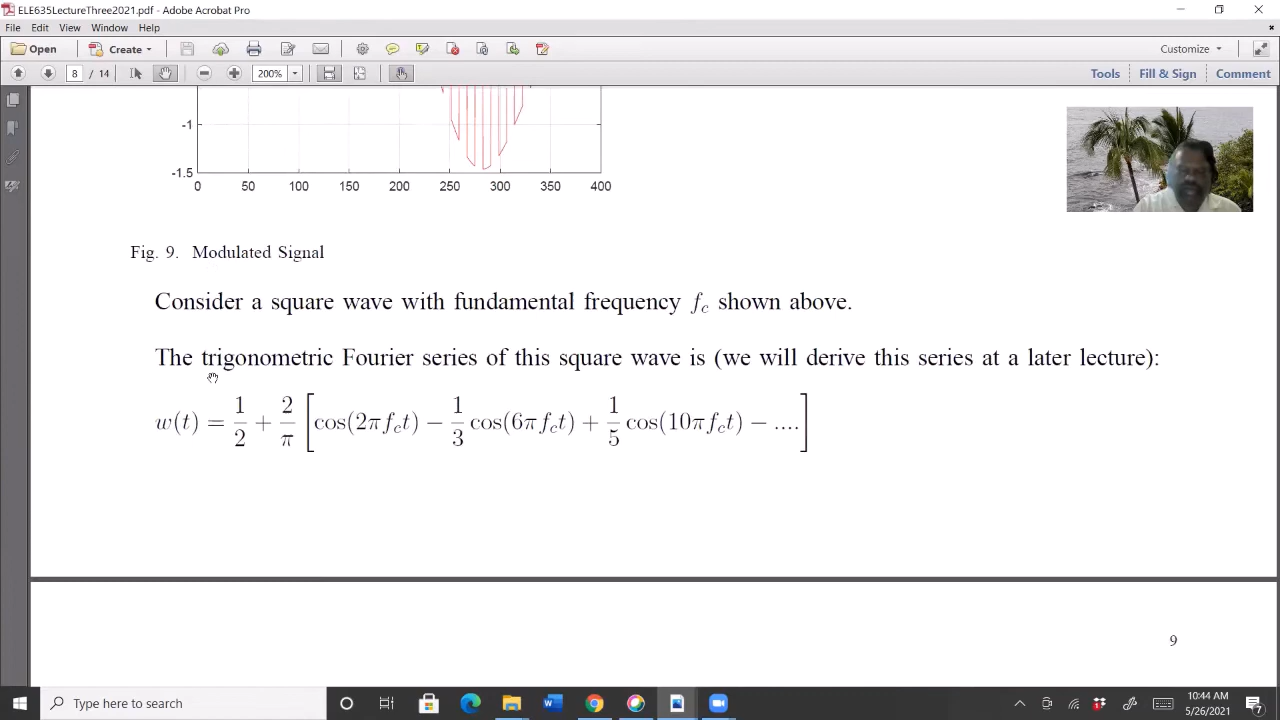 ELE635LectureThree2021.pdf - Adobe Acrobat Pro
File Edit View Window Help
Open Create Customize
8 / 14 200% Tools Fill & Sign Comment
-1
-1.5
0 50 100 150 200 250 300 350 400
Fig. 9. Modulated Signal
Consider a square wave with fundamental frequency f_c shown above.
The trigonometric Fourier series of this square wave is (we will derive this series at a later lecture):
w(t) = 1/2 + 2/π [cos(2πf_ct) − 1/3 cos(6πf_ct) + 1/5 cos(10πf_ct) − ....]
9
Type here to search
10:44 AM
5/26/2021
7